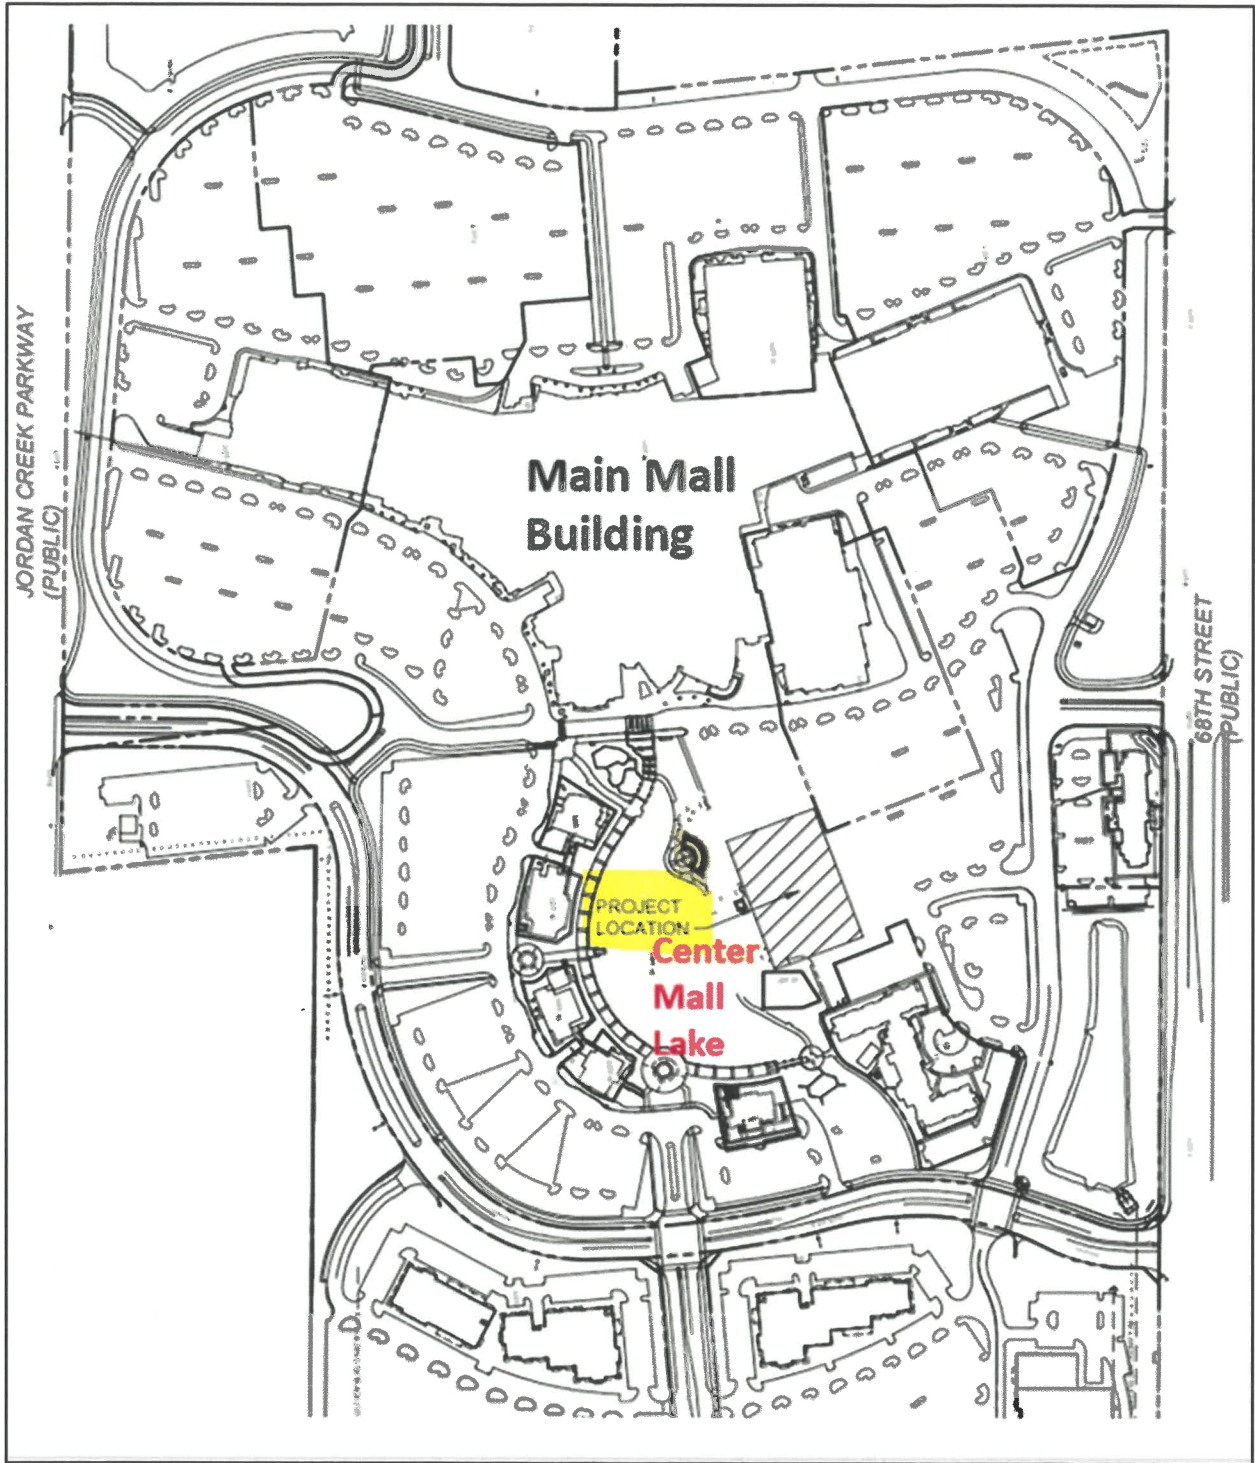 JORDAN CREEK PARKWAY
(PUBLIC)
Main Mall
Building
68TH STREET
(PUBLIC)
PROJECT
LOCATION
Center
Mall
Lake